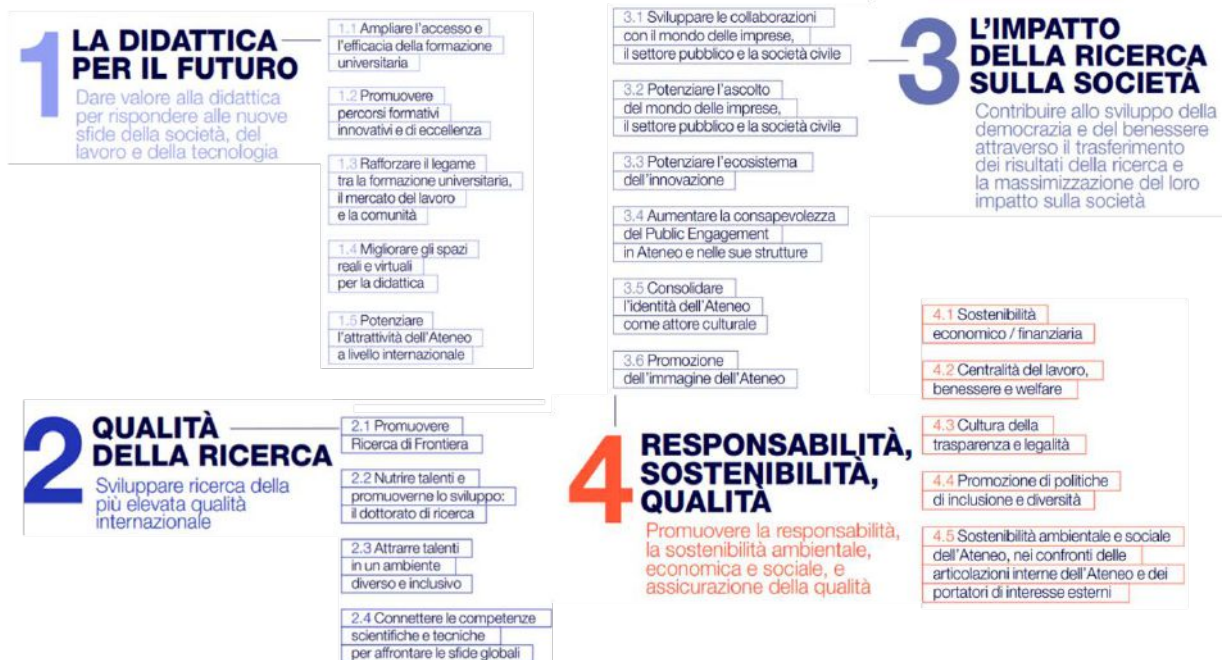 1
LA DIDATTICA
PER IL FUTURO
Dare valore alla didattica
per rispondere alle nuove
sfide della società, del
lavoro e della tecnologia
1.1 Ampliare l'accesso e
l'efficacia della formazione
universitaria
1.2 Promuovere
percorsi formativi
innovativi e di eccellenza
1.3 Rafforzare il legame
tra la formazione universitaria,
il mercato del lavoro
e la comunità
1.4 Migliorare gli spazi
reali e virtuali
per la didattica
1.5 Potenziare
l'attrattività dell'Ateneo
a livello internazionale
2
QUALITÀ
DELLA RICERCA
Sviluppare ricerca della
più elevata qualità
internazionale
2.1 Promuovere
Ricerca di Frontiera
2.2 Nutrire talenti e
promuoverne lo sviluppo:
il dottorato di ricerca
2.3 Attrarre talenti
in un ambiente
diverso e inclusivo
2.4 Connettere le competenze
scientifiche e tecniche
per affrontare le sfide globali
3
L'IMPATTO
DELLA RICERCA
SULLA SOCIETÀ
Contribuire allo sviluppo della
democrazia e del benessere
attraverso il trasferimento
dei risultati della ricerca e
la massimizzazione del loro
impatto sulla società
3.1 Sviluppare le collaborazioni
con il mondo delle imprese,
il settore pubblico e la società civile
3.2 Potenziare l'ascolto
del mondo delle imprese,
il settore pubblico e la società civile
3.3 Potenziare l'ecosistema
dell'innovazione
3.4 Aumentare la consapevolezza
del Public Engagement
in Ateneo e nelle sue strutture
3.5 Consolidare
l'identità dell'Ateneo
come attore culturale
3.6 Promozione
dell'immagine dell'Ateneo
4
RESPONSABILITÀ,
SOSTENIBILITÀ,
QUALITÀ
Promuovere la responsabilità,
la sostenibilità ambientale,
economica e sociale, e
assicurazione della qualità
4.1 Sostenibilità
economico / finanziaria
4.2 Centralità del lavoro,
benessere e welfare
4.3 Cultura della
trasparenza e legalità
4.4 Promozione di politiche
di inclusione e diversità
4.5 Sostenibilità ambientale e sociale
dell'Ateneo, nei confronti delle
articolazioni interne dell'Ateneo e dei
portatori di interesse esterni